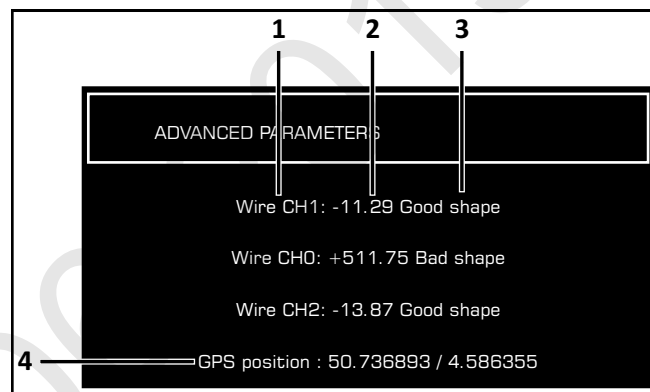 1 2 3
ADVANCED PARAMETERS
Wire CH1: -11.29 Good shape
Wire CH0: +511.75 Bad shape
Wire CH2: -13.87 Good shape
4 GPS position : 50.736893 / 4.586355